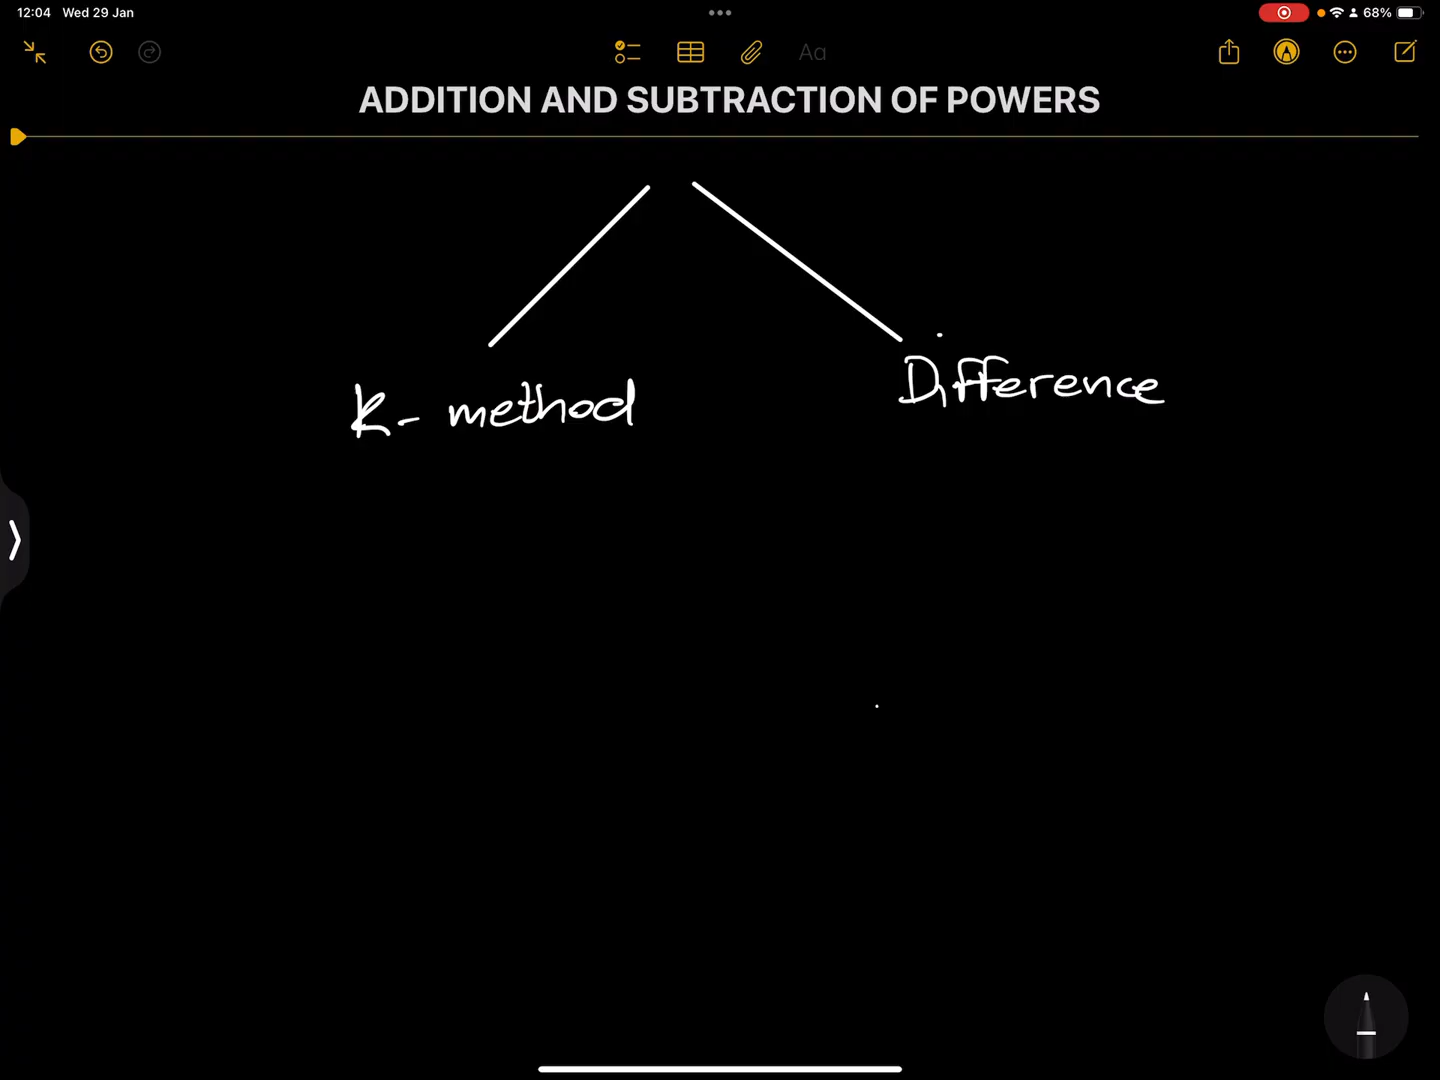 12:04 Wed 29 Jan
68%
Aa
ADDITION AND SUBTRACTION OF POWERS
K- method
Difference